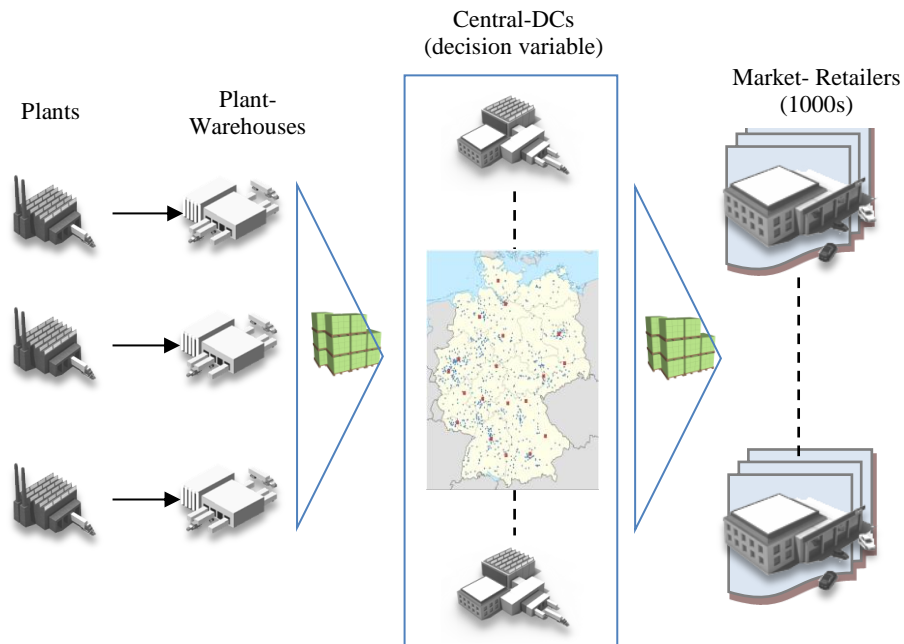 Central-DCs
(decision variable)
Market- Retailers
(1000s)
Plants
Plant-
Warehouses